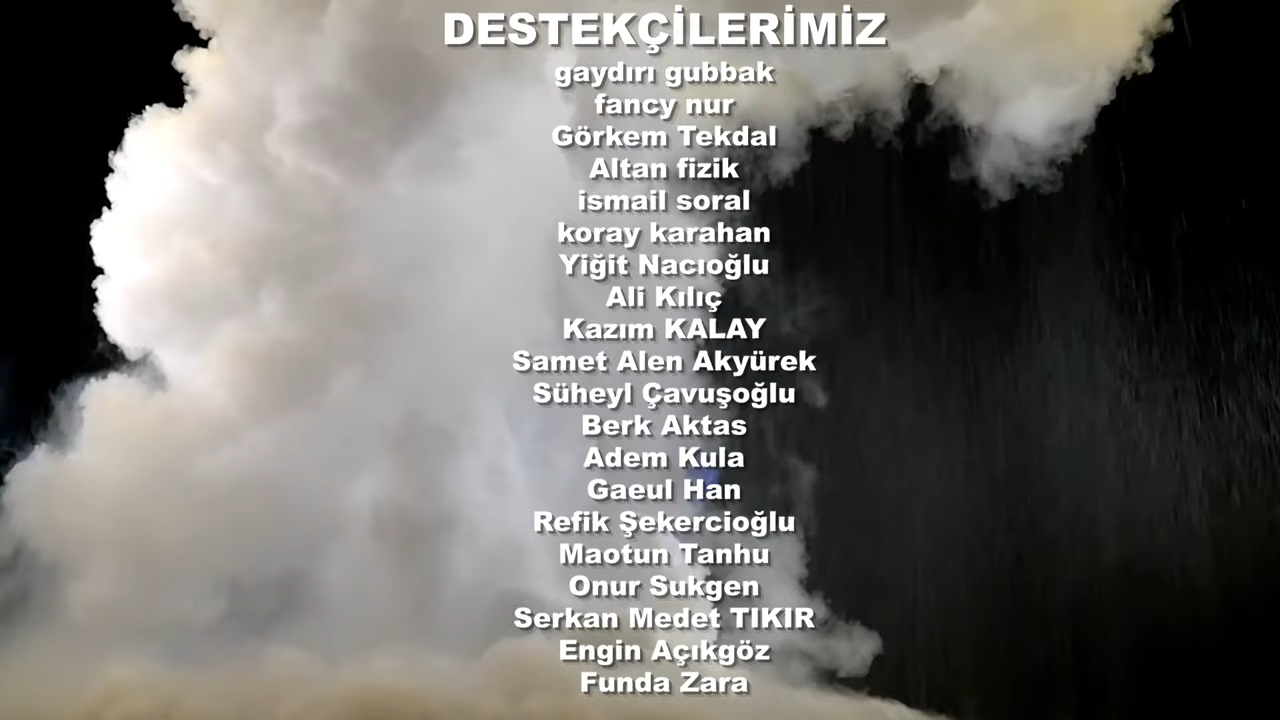 DESTEKÇİLERİMİZ
gaydırı gubbak
fancy nur
Görkem Tekdal
Altan fizik
ismail soral
koray karahan
Yiğit Nacıoğlu
Ali Kılıç
Kazım KALAY
Samet Alen Akyürek
Süheyl Çavuşoğlu
Berk Aktas
Adem Kula
Gaeul Han
Refik Şekercioğlu
Maotun Tanhu
Onur Sukgen
Serkan Medet TIKIR
Engin Açıkgöz
Funda Zara